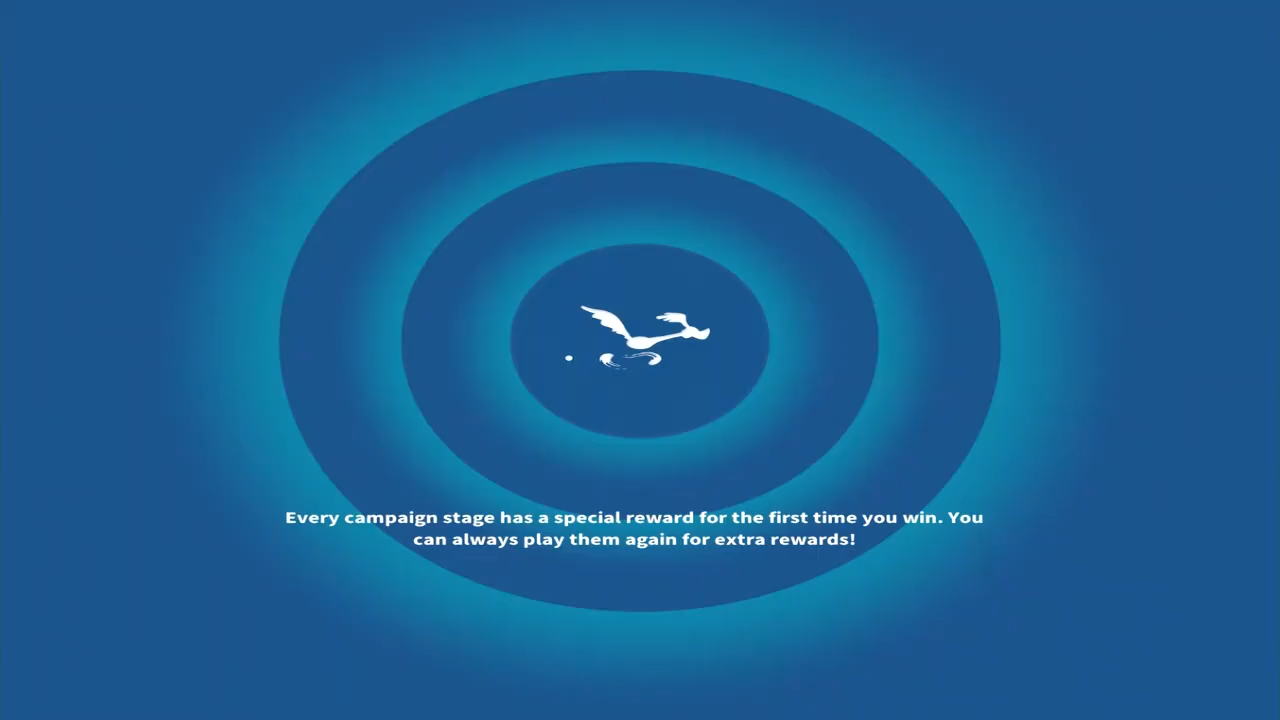 Every campaign stage has a special reward for the first time you win. You
can always play them again for extra rewards!